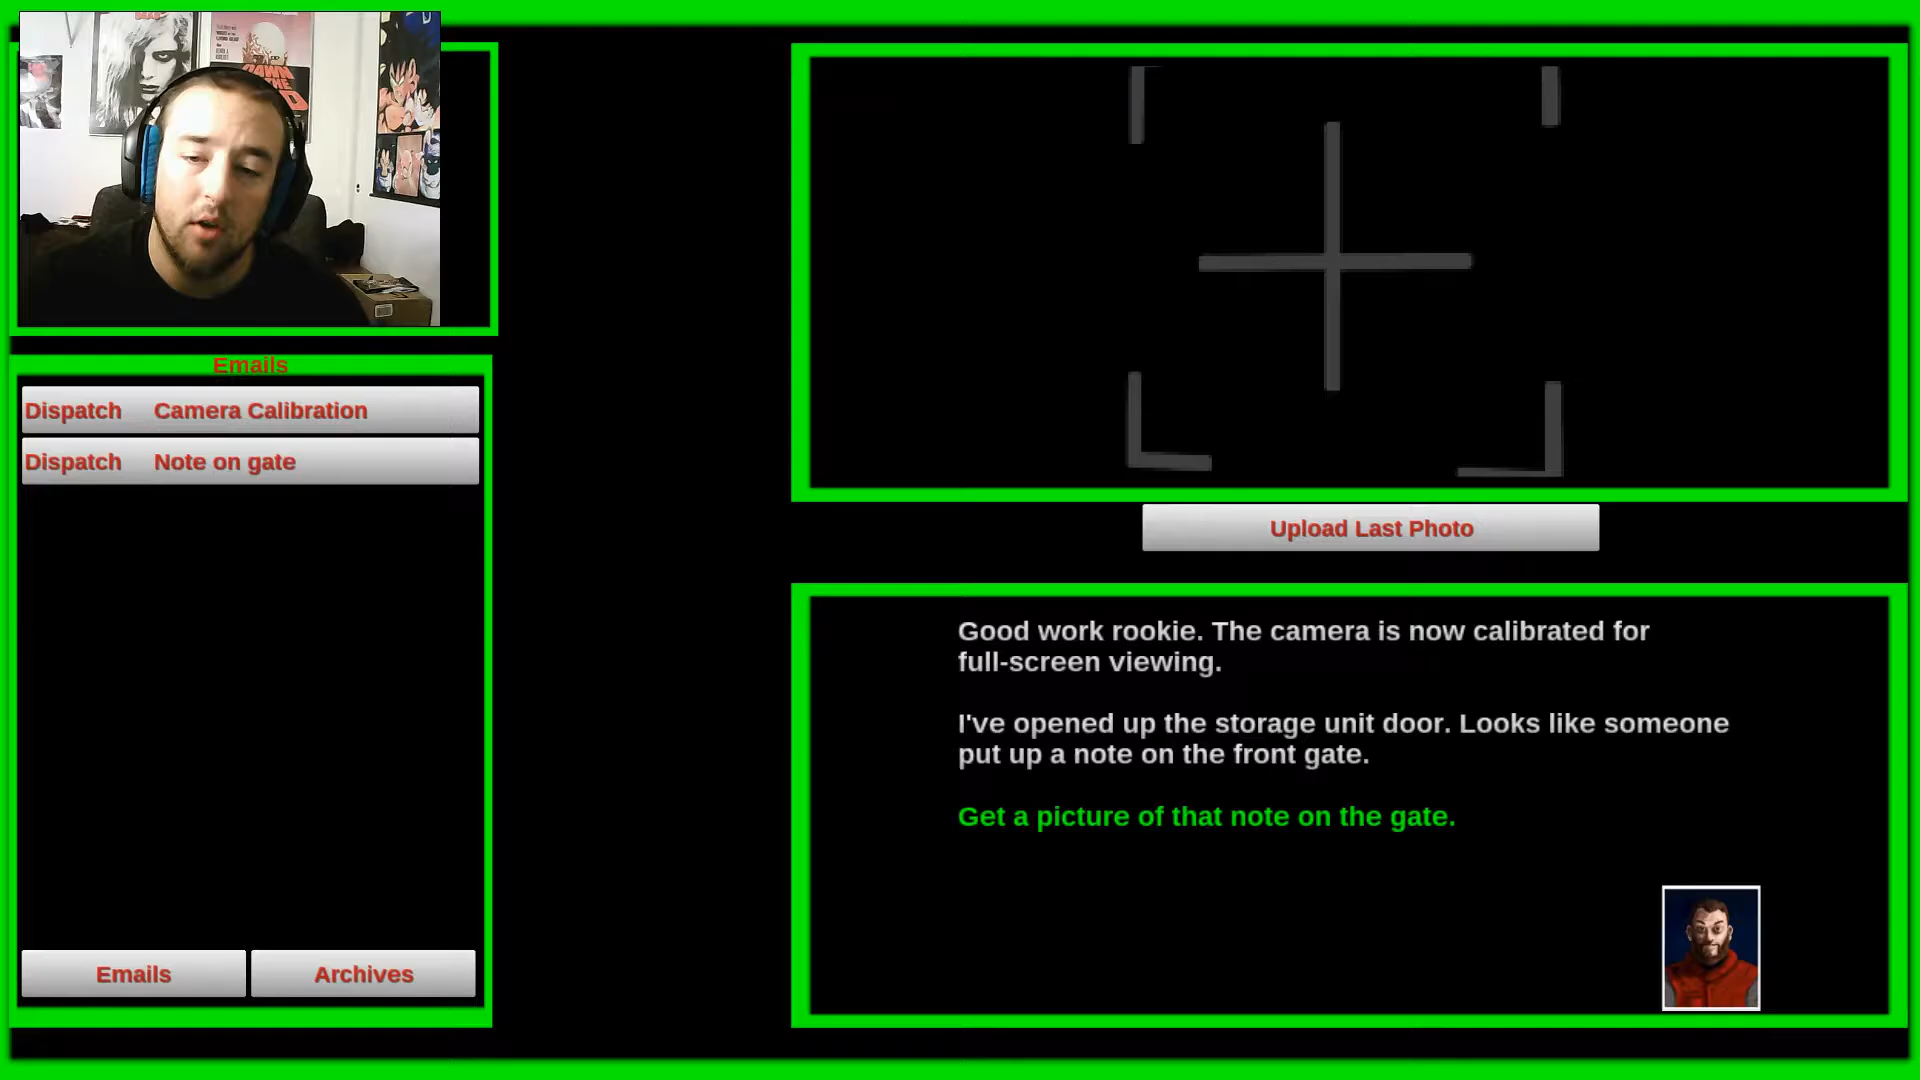 DAWN
THE
Emails
Dispatch Camera Calibration
Dispatch Note on gate
Emails Archives
Upload Last Photo
Good work rookie. The camera is now calibrated for
full-screen viewing.
I've opened up the storage unit door. Looks like someone
put up a note on the front gate.
Get a picture of that note on the gate.